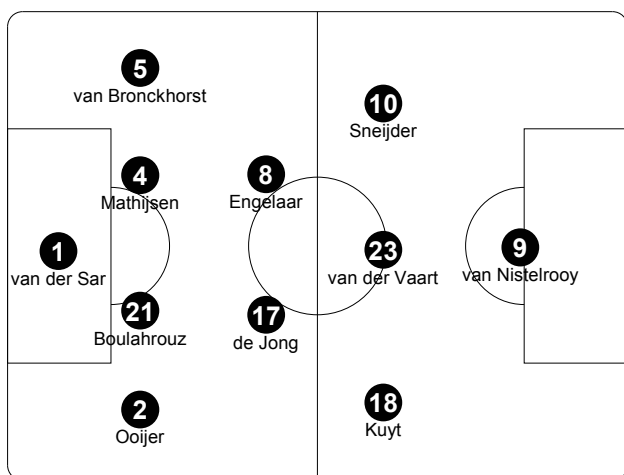 5
van Bronckhorst
10
Sneijder
4
Mathijsen
8
Engelaar
1
van der Sar
23
van der Vaart
9
van Nistelrooy
21
Boulahrouz
17
de Jong
2
Ooijer
18
Kuyt